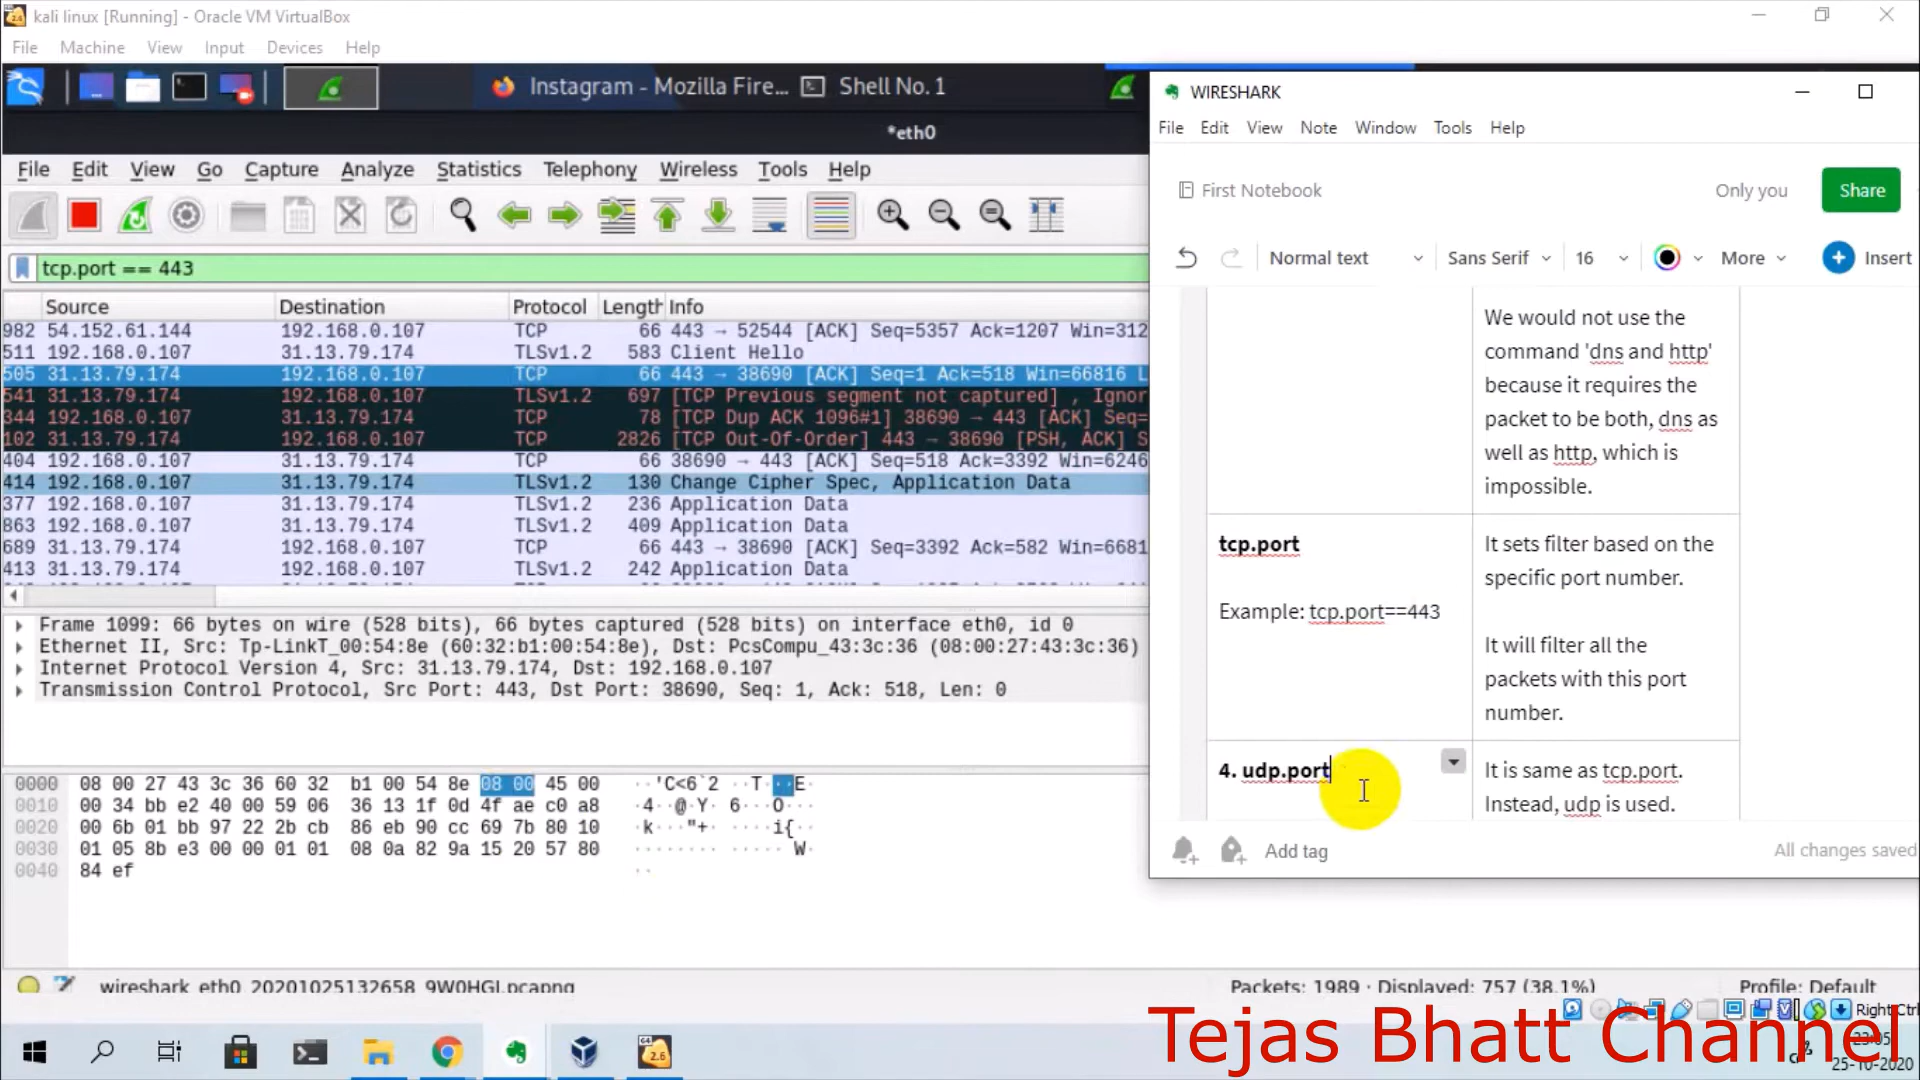 kali linux [Running] - Oracle VM VirtualBox
File Machine View Input Devices Help
Instagram - Mozilla Fire... Shell No. 1
*eth0
File Edit View Go Capture Analyze Statistics Telephony Wireless Tools Help
tcp.port == 443
Source Destination Protocol Length Info
982 54.152.61.144 192.168.0.107 TCP 66 443 → 52544 [ACK] Seq=5357 Ack=1207 Win=312
511 192.168.0.107 31.13.79.174 TLSv1.2 583 Client Hello
505 31.13.79.174 192.168.0.107 TCP 66 443 → 38690 [ACK] Seq=1 Ack=518 Win=66816 L
541 31.13.79.174 192.168.0.107 TLSv1.2 697 [TCP Previous segment not captured] , Ignor
344 192.168.0.107 31.13.79.174 TCP 78 [TCP Dup ACK 1096#1] 38690 → 443 [ACK] Seq=
102 31.13.79.174 192.168.0.107 TCP 2826 [TCP Out-Of-Order] 443 → 38690 [PSH, ACK] S
404 192.168.0.107 31.13.79.174 TCP 66 38690 → 443 [ACK] Seq=518 Ack=3392 Win=6246
414 192.168.0.107 31.13.79.174 TLSv1.2 130 Change Cipher Spec, Application Data
377 192.168.0.107 31.13.79.174 TLSv1.2 236 Application Data
863 192.168.0.107 31.13.79.174 TLSv1.2 409 Application Data
689 31.13.79.174 192.168.0.107 TCP 66 443 → 38690 [ACK] Seq=3392 Ack=582 Win=6681
413 192.168.0.107 31.13.79.174 TLSv1.2 242 Application Data
Frame 1099: 66 bytes on wire (528 bits), 66 bytes captured (528 bits) on interface eth0, id 0
Ethernet II, Src: Tp-LinkT_00:54:8e (60:32:b1:00:54:8e), Dst: PcsCompu_43:3c:36 (08:00:27:43:3c:36)
Internet Protocol Version 4, Src: 31.13.79.174, Dst: 192.168.0.107
Transmission Control Protocol, Src Port: 443, Dst Port: 38690, Seq: 1, Ack: 518, Len: 0
0000 08 00 27 43 3c 36 60 32 b1 00 54 8e 08 00 45 00 ··'C<6`2 ··T···E·
0010 00 34 bb e2 40 00 59 06 36 13 1f 0d 4f ae c0 a8 ·4··@·Y· 6···O···
0020 00 6b 01 bb 97 22 2b cb 86 eb 90 cc 69 7b 80 10 ·k···"+· ····i{··
0030 01 05 8b e3 00 00 01 01 08 0a 82 9a 15 20 57 80 ········ ····· W·
0040 84 ef ··
wireshark_eth0_20201025132658_9W0HGI.pcapng
Packets: 1989 · Displayed: 757 (38.1%) Profile: Default
WIRESHARK
File Edit View Note Window Tools Help
First Notebook Only you Share
Normal text Sans Serif 16 More Insert
We would not use the
command 'dns and http'
because it requires the
packet to be both, dns as
well as http, which is
impossible.
tcp.port
Example: tcp.port==443
It sets filter based on the
specific port number.
It will filter all the
packets with this port
number.
4. udp.port
It is same as tcp.port.
Instead, udp is used.
Add tag All changes saved
Right Ctrl
Tejas Bhatt Channel
23:05
25-10-2020